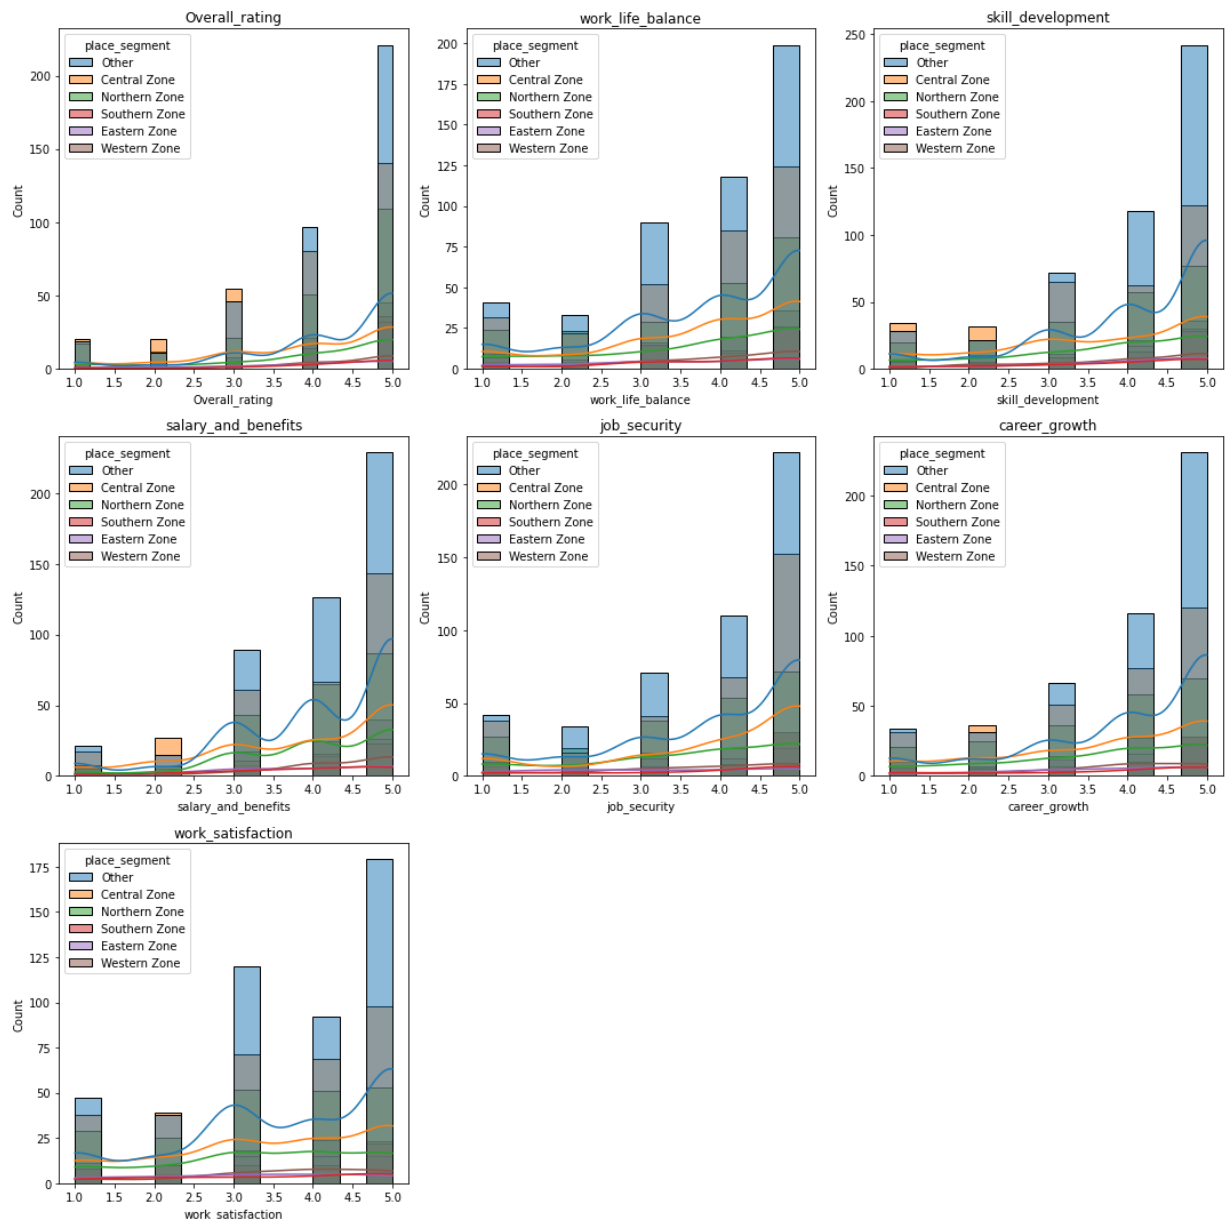 Overall_rating
place_segment
Other
Central Zone
Northern Zone
Southern Zone
Eastern Zone
Western Zone
Count
200
150
100
50
0
1.0 1.5 2.0 2.5 3.0 3.5 4.0 4.5 5.0
Overall_rating
work_life_balance
place_segment
Other
Central Zone
Northern Zone
Southern Zone
Eastern Zone
Western Zone
Count
200
175
150
125
100
75
50
25
0
1.0 1.5 2.0 2.5 3.0 3.5 4.0 4.5 5.0
work_life_balance
skill_development
place_segment
Other
Central Zone
Northern Zone
Southern Zone
Eastern Zone
Western Zone
Count
250
200
150
100
50
0
1.0 1.5 2.0 2.5 3.0 3.5 4.0 4.5 5.0
skill_development
salary_and_benefits
place_segment
Other
Central Zone
Northern Zone
Southern Zone
Eastern Zone
Western Zone
Count
200
150
100
50
0
1.0 1.5 2.0 2.5 3.0 3.5 4.0 4.5 5.0
salary_and_benefits
job_security
place_segment
Other
Central Zone
Northern Zone
Southern Zone
Eastern Zone
Western Zone
Count
200
150
100
50
0
1.0 1.5 2.0 2.5 3.0 3.5 4.0 4.5 5.0
job_security
career_growth
place_segment
Other
Central Zone
Northern Zone
Southern Zone
Eastern Zone
Western Zone
Count
200
150
100
50
0
1.0 1.5 2.0 2.5 3.0 3.5 4.0 4.5 5.0
career_growth
work_satisfaction
place_segment
Other
Central Zone
Northern Zone
Southern Zone
Eastern Zone
Western Zone
Count
175
150
125
100
75
50
25
0
1.0 1.5 2.0 2.5 3.0 3.5 4.0 4.5 5.0
work_satisfaction